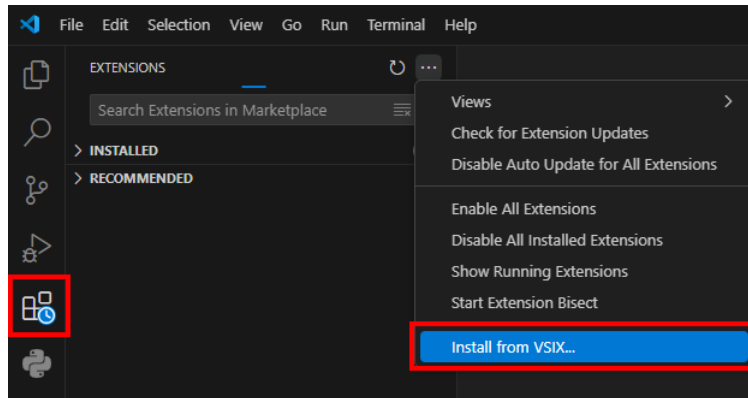 File Edit Selection View Go Run Terminal Help
EXTENSIONS
Search Extensions in Marketplace
INSTALLED
RECOMMENDED
Views
Check for Extension Updates
Disable Auto Update for All Extensions
Enable All Extensions
Disable All Installed Extensions
Show Running Extensions
Start Extension Bisect
Install from VSIX...